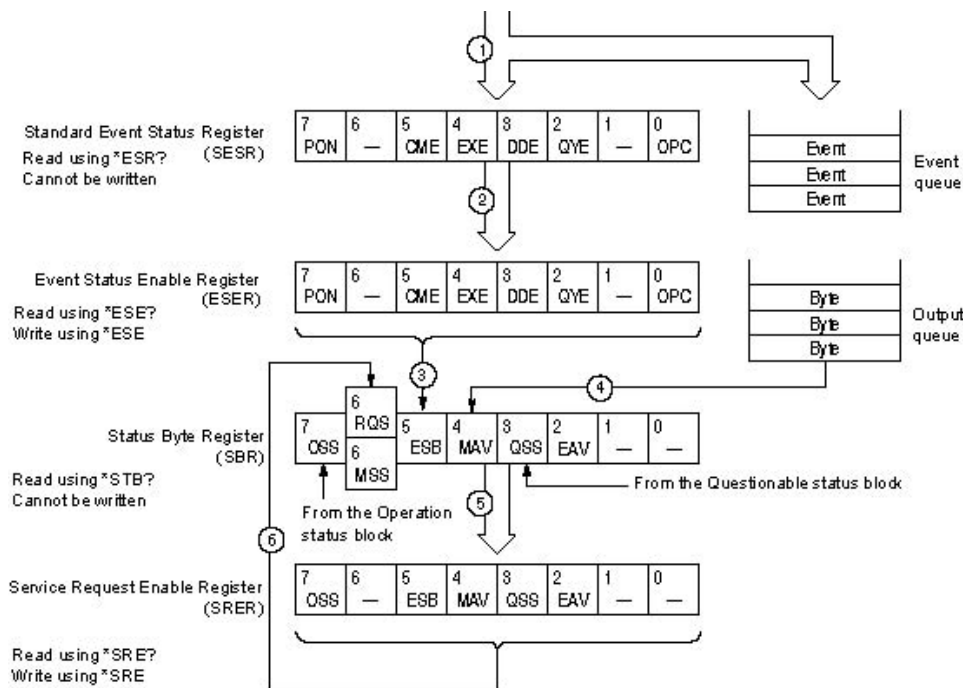 1
Standard Event Status Register
(SESR)
Read using *ESR?
Cannot be written
7 6 5 4 3 2 1 0
PON — CME EXE DDE QYE — OPC
Event
Event
Event
Event
queue
2
Event Status Enable Register
(ESER)
Read using *ESE?
Write using *ESE
7 6 5 4 3 2 1 0
PON — CME EXE DDE QYE — OPC
Byte
Byte
Byte
Output
queue
3
4
Status Byte Register
(SBR)
Read using *STB?
Cannot be written
6
RQS
7 5 4 3 2 1 0
OSS ESB MAV QSS EAV — —
6
MSS
From the Operation
status block
From the Questionable status block
5
6
Service Request Enable Register
(SRER)
Read using *SRE?
Write using *SRE
7 6 5 4 3 2 1 0
OSS — ESB MAV QSS EAV — —